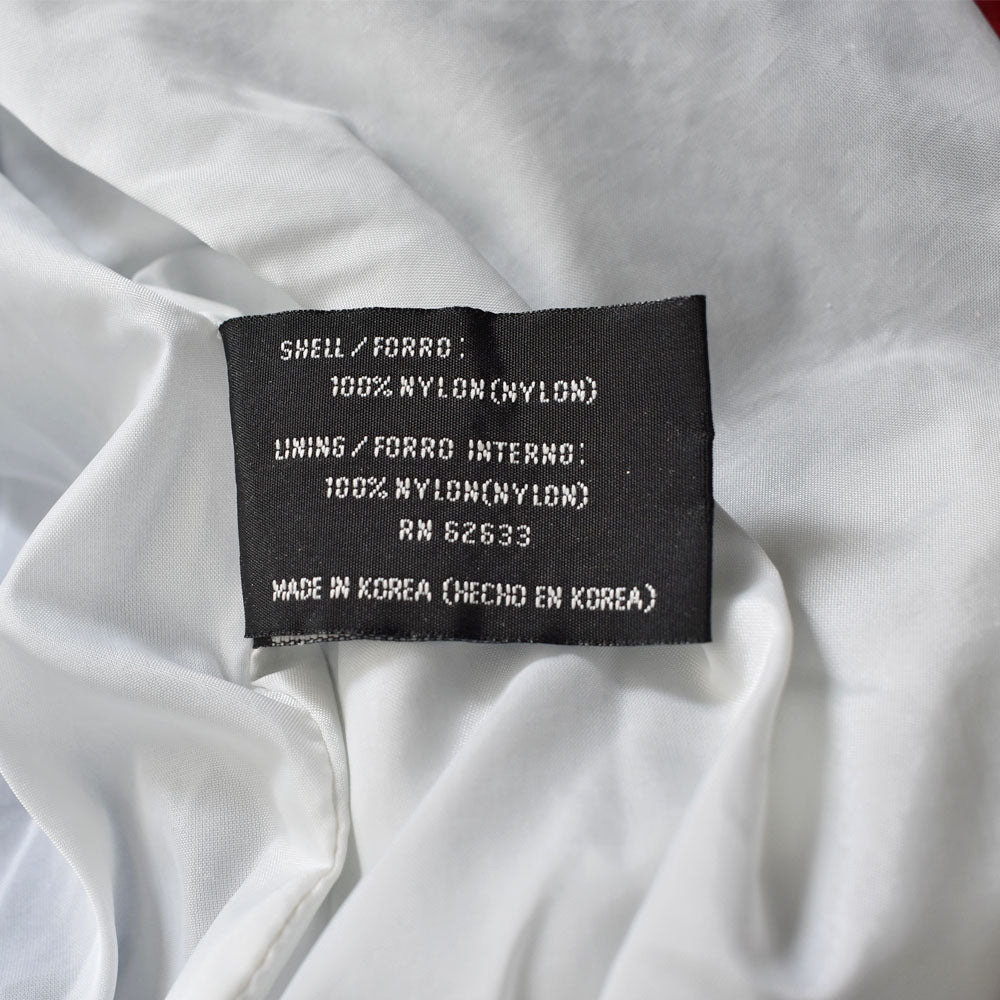 SHELL/FORRO:
100% NYLON(NYLON)
LINING/FORRO INTERNO:
100% NYLON(NYLON)
RN 62633
MADE IN KOREA (HECHO EN KOREA)